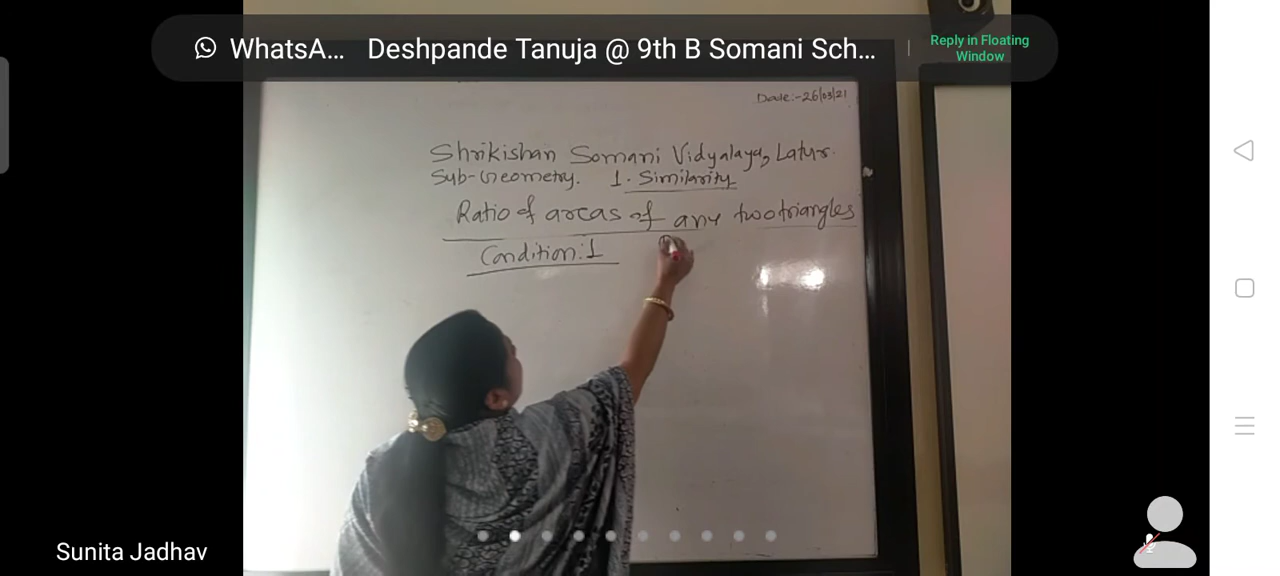 WhatsA... Deshpande Tanuja @ 9th B Somani Sch...
Reply in Floating
Window
Date:-26/03/21
Shrikishan Somani Vidyalaya, Latur.
Sub-Geometry. 1. Similarity
Ratio of areas of any two triangles
Condition:1
Sunita Jadhav